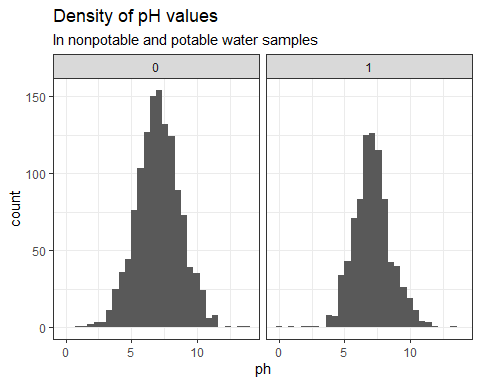 Density of pH values
In nonpotable and potable water samples
0 1
150
100
50
0
count
0 5 10 0 5 10
ph